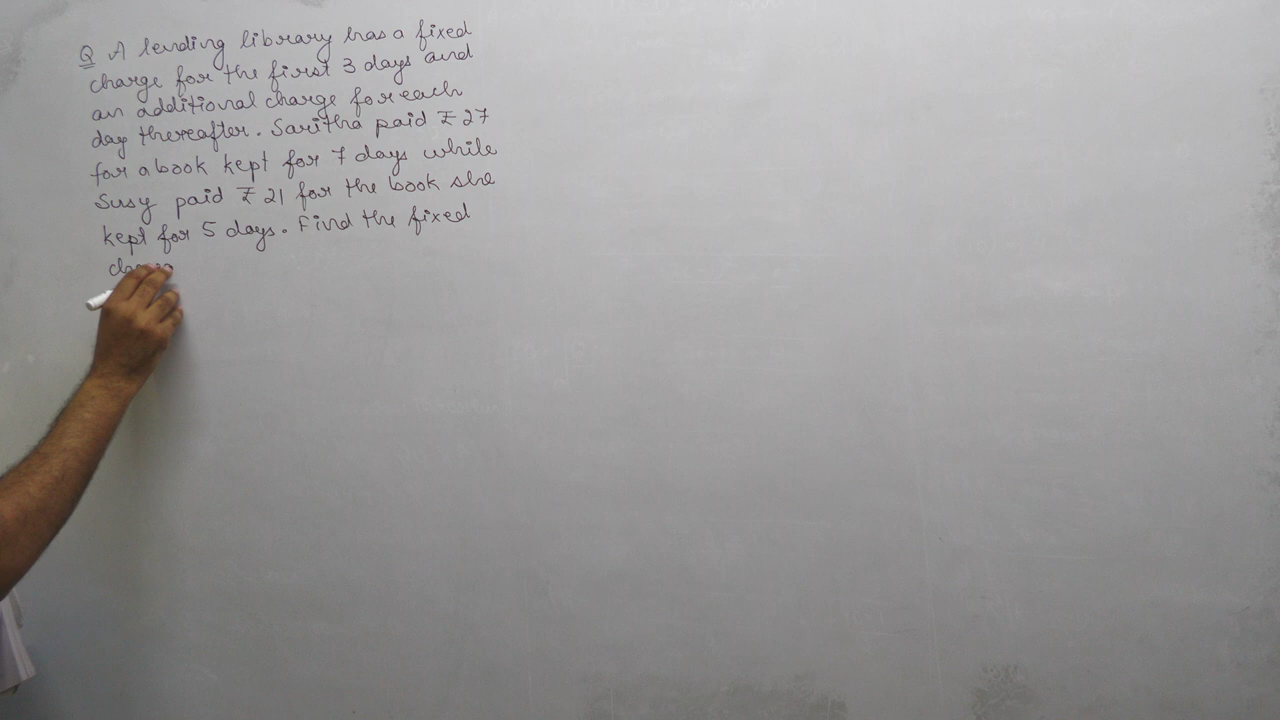 Q A lending library has a fixed
charge for the first 3 days and
an additional charge for each
day thereafter. Saritha paid ₹27
for a book kept for 7 days while
Susy paid ₹21 for the book she
kept for 5 days. Find the fixed